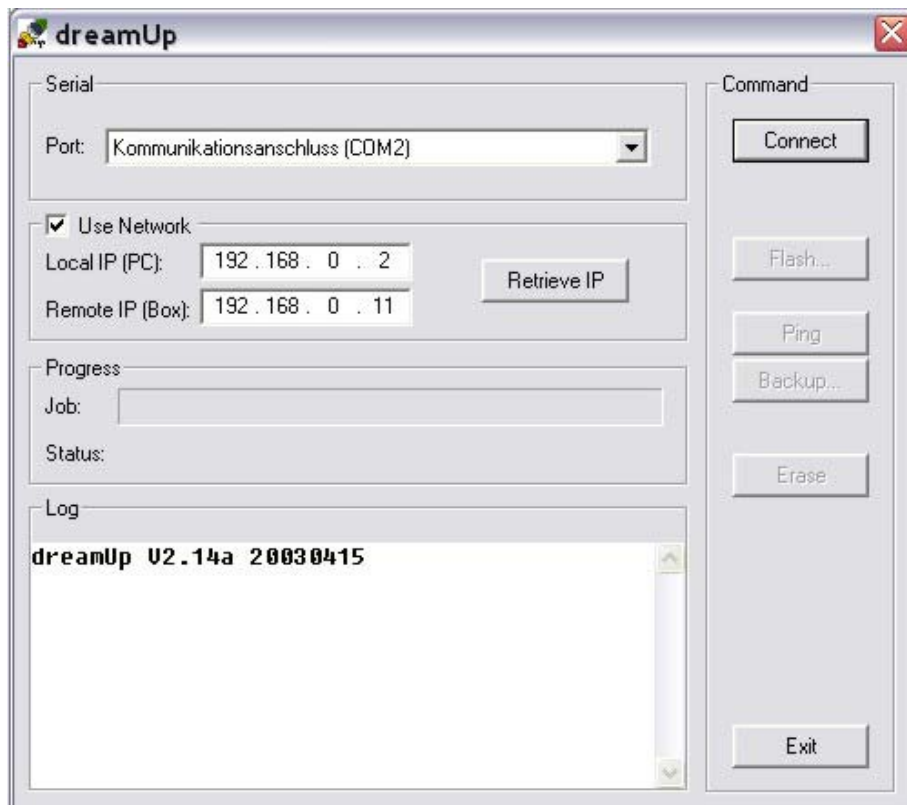 dreamUp
Serial
Port: Kommunikationsanschluss (COM2)
Use Network
Local IP (PC): 192 . 168 . 0 . 2
Remote IP (Box): 192 . 168 . 0 . 11
Retrieve IP
Progress
Job:
Status:
Log
dreamUp V2.14a 20030415
Command
Connect
Flash...
Ping
Backup...
Erase
Exit